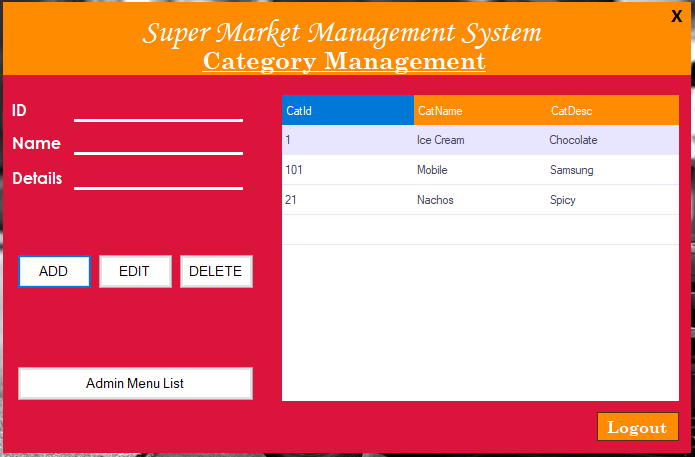 X
Super Market Management System
Category Management
ID
Name
Details
ADD EDIT DELETE
Admin Menu List
CatId CatName CatDesc
1 Ice Cream Chocolate
101 Mobile Samsung
21 Nachos Spicy
Logout